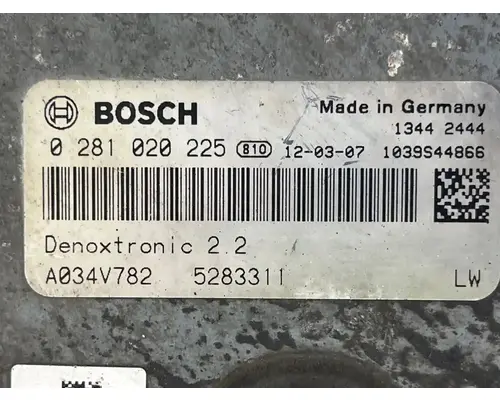 BOSCH
Made in Germany
1344 2444
0 281 020 225 810 12-03-07 1039S44866
Denoxtronic 2.2
A034V782 5283311 LW